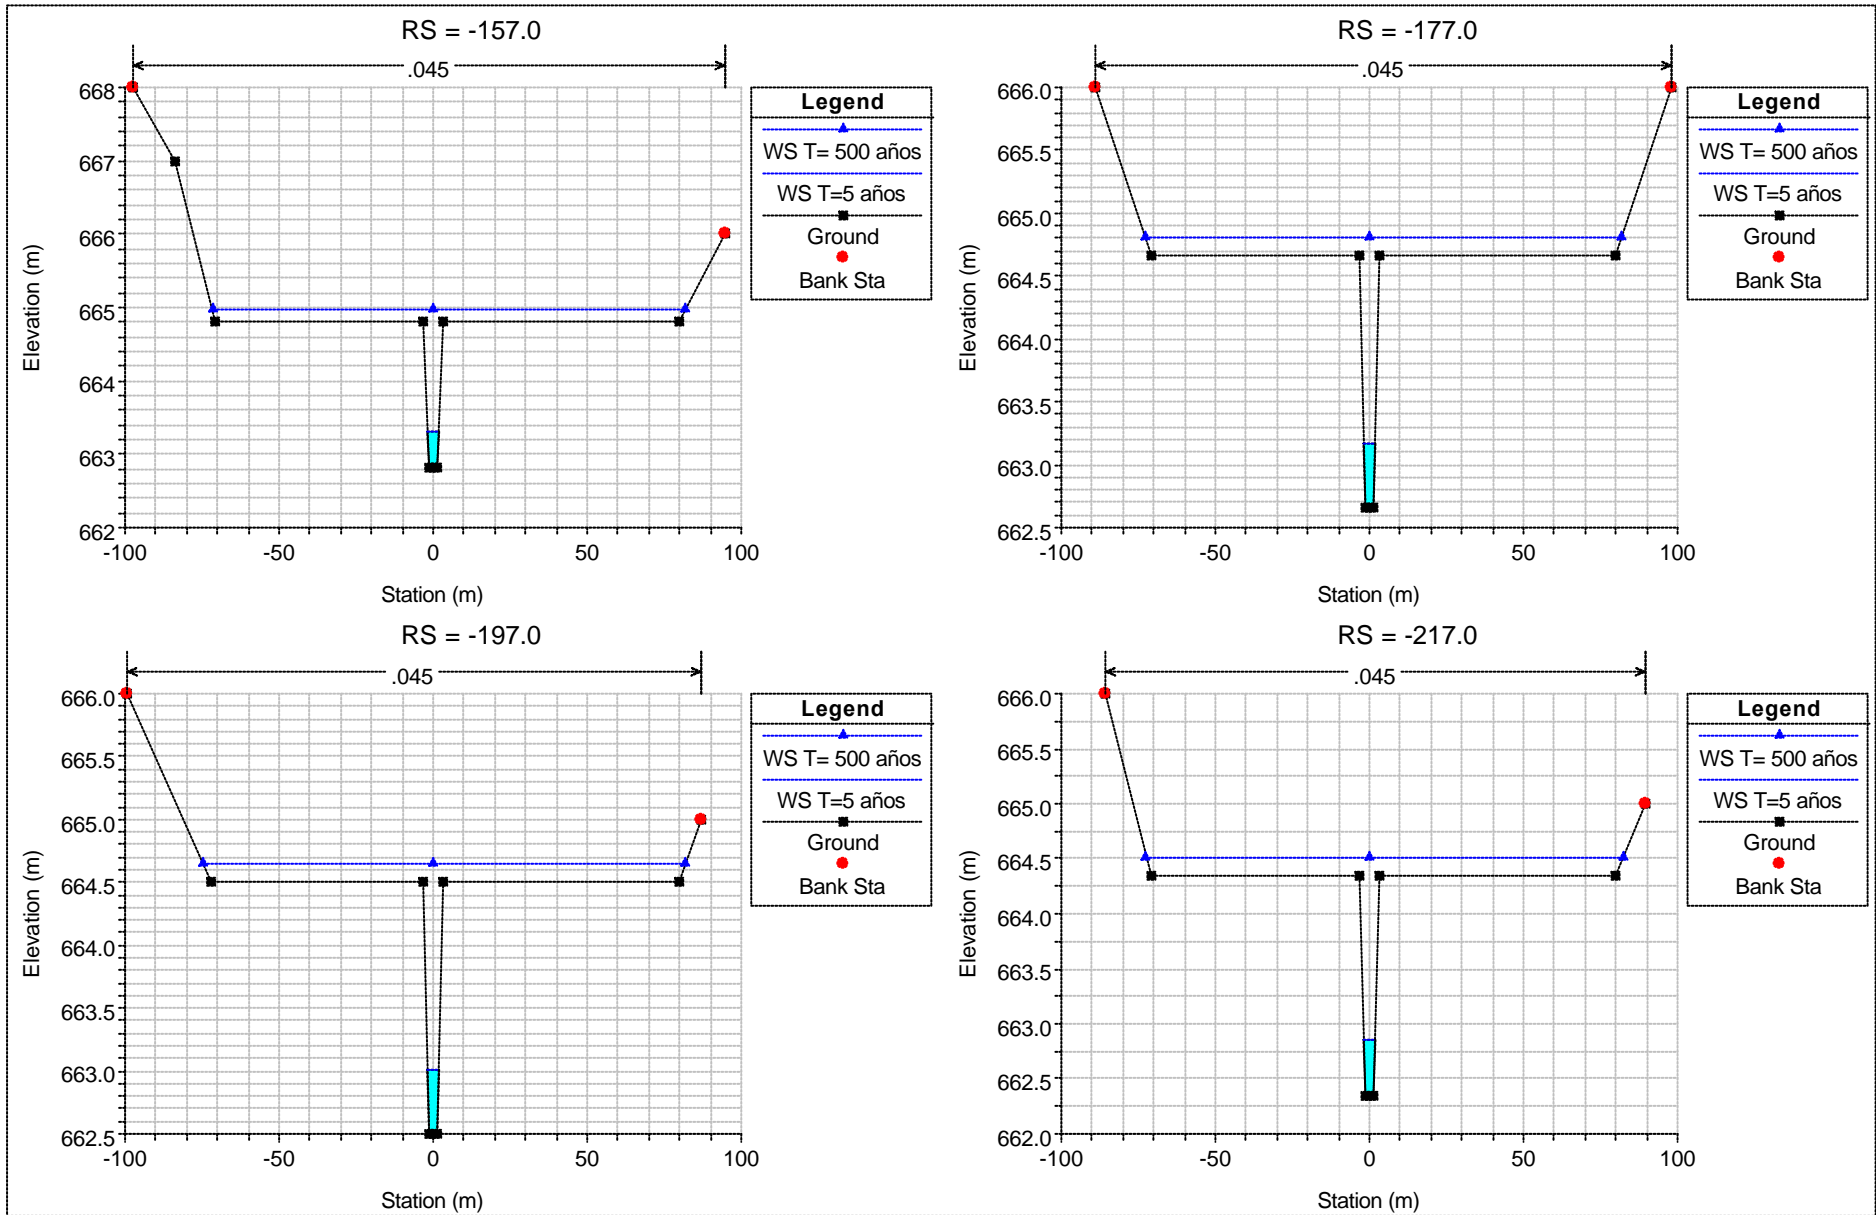 RS = -157.0
.045
668
667
666
665
664
663
662
Elevation (m)
-100
-50
0
50
100
Station (m)
Legend
WS T= 500 años
WS T=5 años
Ground
Bank Sta
RS = -177.0
.045
666.0
665.5
665.0
664.5
664.0
663.5
663.0
662.5
Elevation (m)
-100
-50
0
50
100
Station (m)
Legend
WS T= 500 años
WS T=5 años
Ground
Bank Sta
RS = -197.0
.045
666.0
665.5
665.0
664.5
664.0
663.5
663.0
662.5
Elevation (m)
-100
-50
0
50
100
Station (m)
Legend
WS T= 500 años
WS T=5 años
Ground
Bank Sta
RS = -217.0
.045
666.0
665.5
665.0
664.5
664.0
663.5
663.0
662.5
662.0
Elevation (m)
-100
-50
0
50
100
Station (m)
Legend
WS T= 500 años
WS T=5 años
Ground
Bank Sta